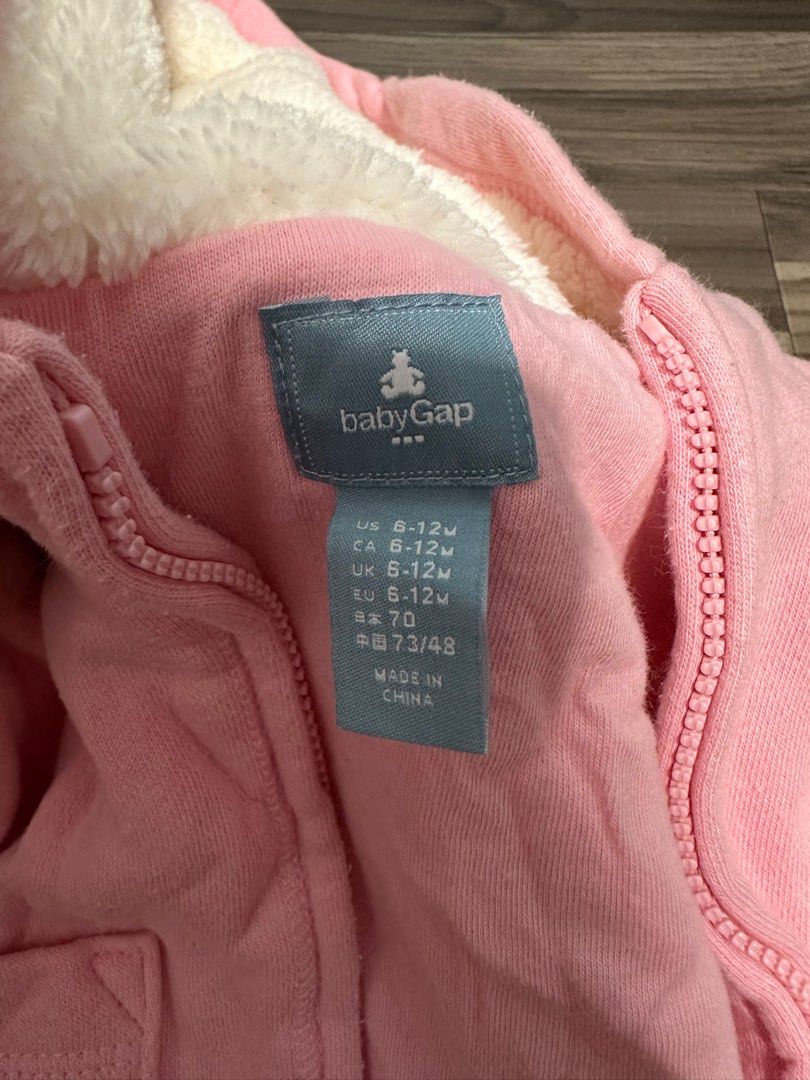 babyGap
US 6-12M
CA 6-12M
UK 6-12M
EU 6-12M
日本 70
中国 73/48
MADE IN
CHINA